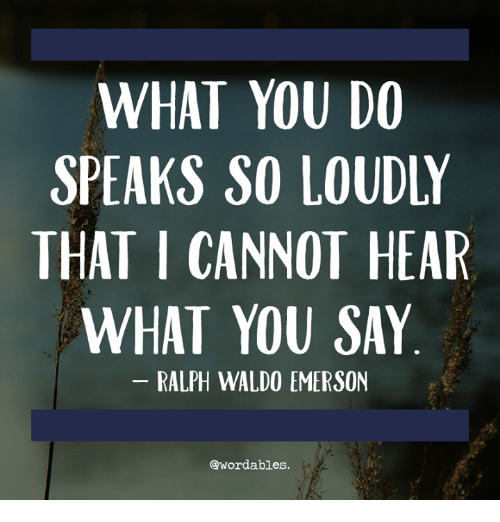 WHAT YOU DO
SPEAKS SO LOUDLY
THAT I CANNOT HEAR
WHAT YOU SAY.
— RALPH WALDO EMERSON
@wordables.